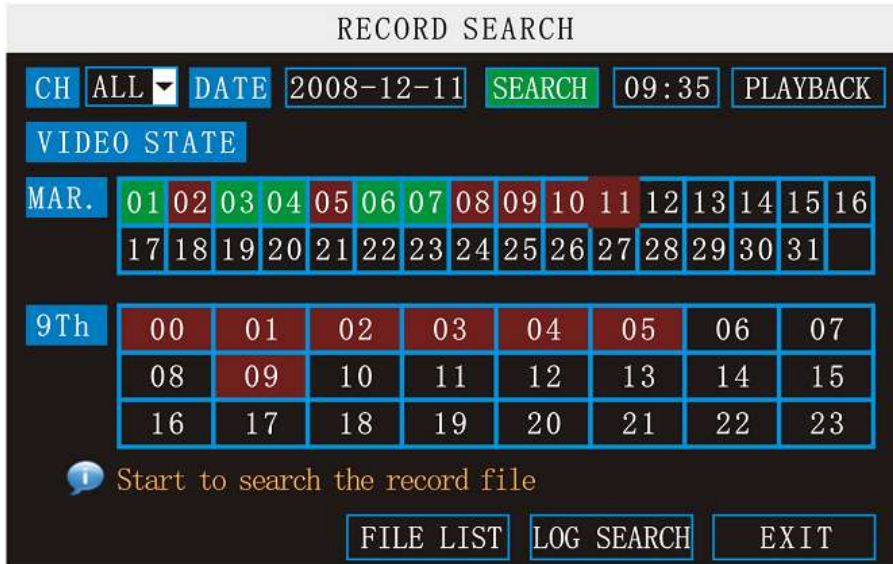 RECORD SEARCH
CH ALL DATE 2008-12-11 SEARCH 09:35 PLAYBACK
VIDEO STATE
MAR. 01 02 03 04 05 06 07 08 09 10 11 12 13 14 15 16
17 18 19 20 21 22 23 24 25 26 27 28 29 30 31
9Th 00 01 02 03 04 05 06 07
08 09 10 11 12 13 14 15
16 17 18 19 20 21 22 23
Start to search the record file
FILE LIST LOG SEARCH EXIT